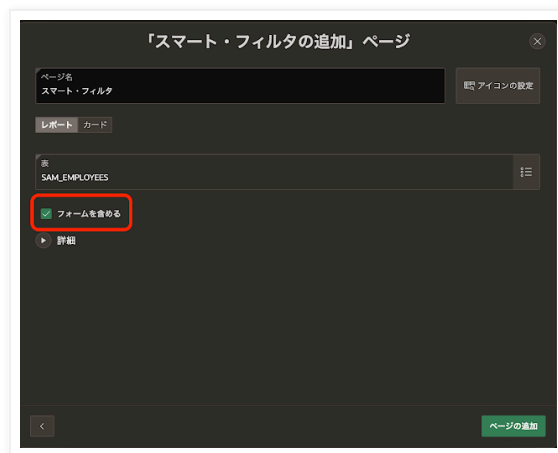 「スマート・フィルタの追加」ページ
ページ名
スマート・フィルタ
アイコンの設定
レポート カード
表
SAM_EMPLOYEES
フォームを含める
詳細
ページの追加